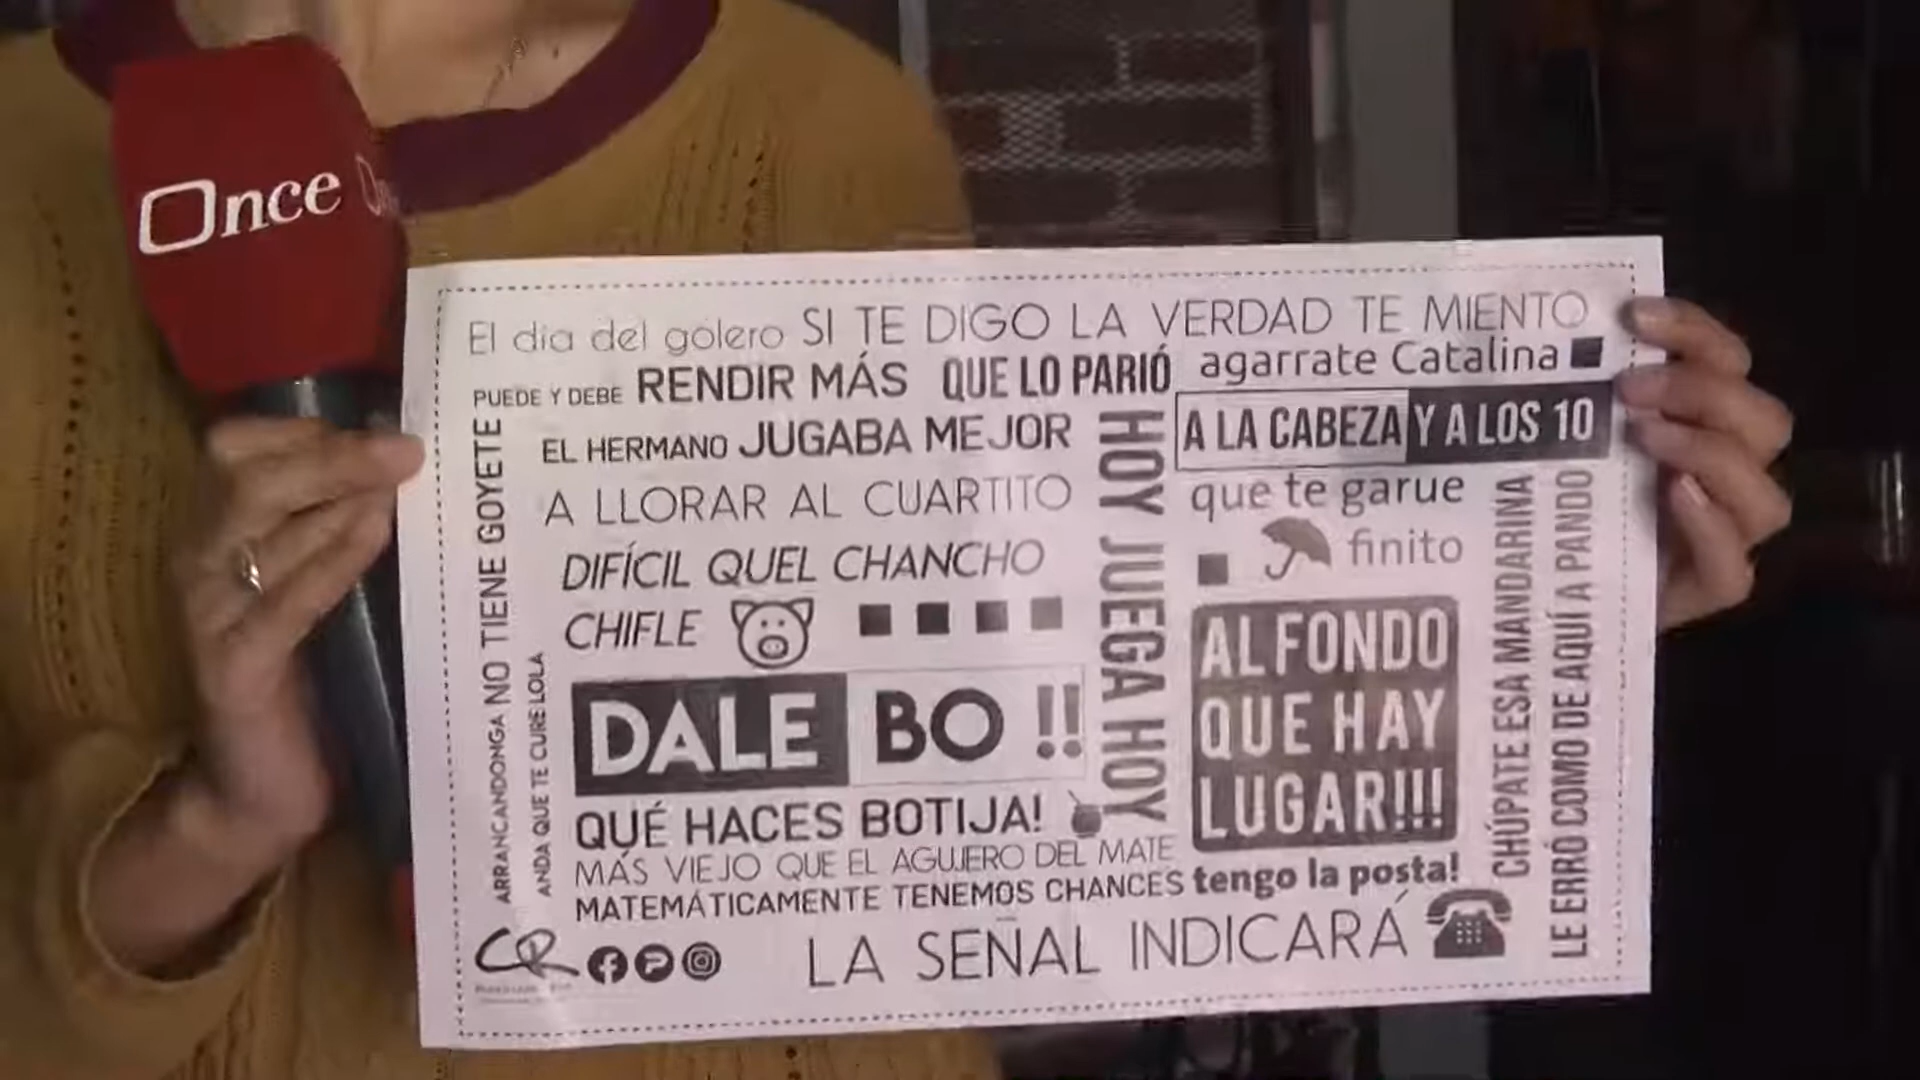 Once
El día del golero SI TE DIGO LA VERDAD TE MIENTO
PUEDE Y DEBE RENDIR MÁS QUE LO PARIÓ agarrate Catalina
EL HERMANO JUGABA MEJOR
A LA CABEZA Y A LOS 10
A LLORAR AL CUARTITO
que te garue
finito
DIFÍCIL QUEL CHANCHO
CHIFLE
HOY JUEGA HOY
ARRANCANDONGA NO TIENE GOYETE
ANDA QUE TE CURE LOLA
DALE BO !!
AL FONDO
QUE HAY
LUGAR!!!
CHÚPATE ESA MANDARINA
LE ERRÓ COMO DE AQUÍ A PANDO
QUÉ HACES BOTIJA!
MÁS VIEJO QUE EL AGUJERO DEL MATE
MATEMÁTICAMENTE TENEMOS CHANCES tengo la posta!
CR
LA SEÑAL INDICARÁ